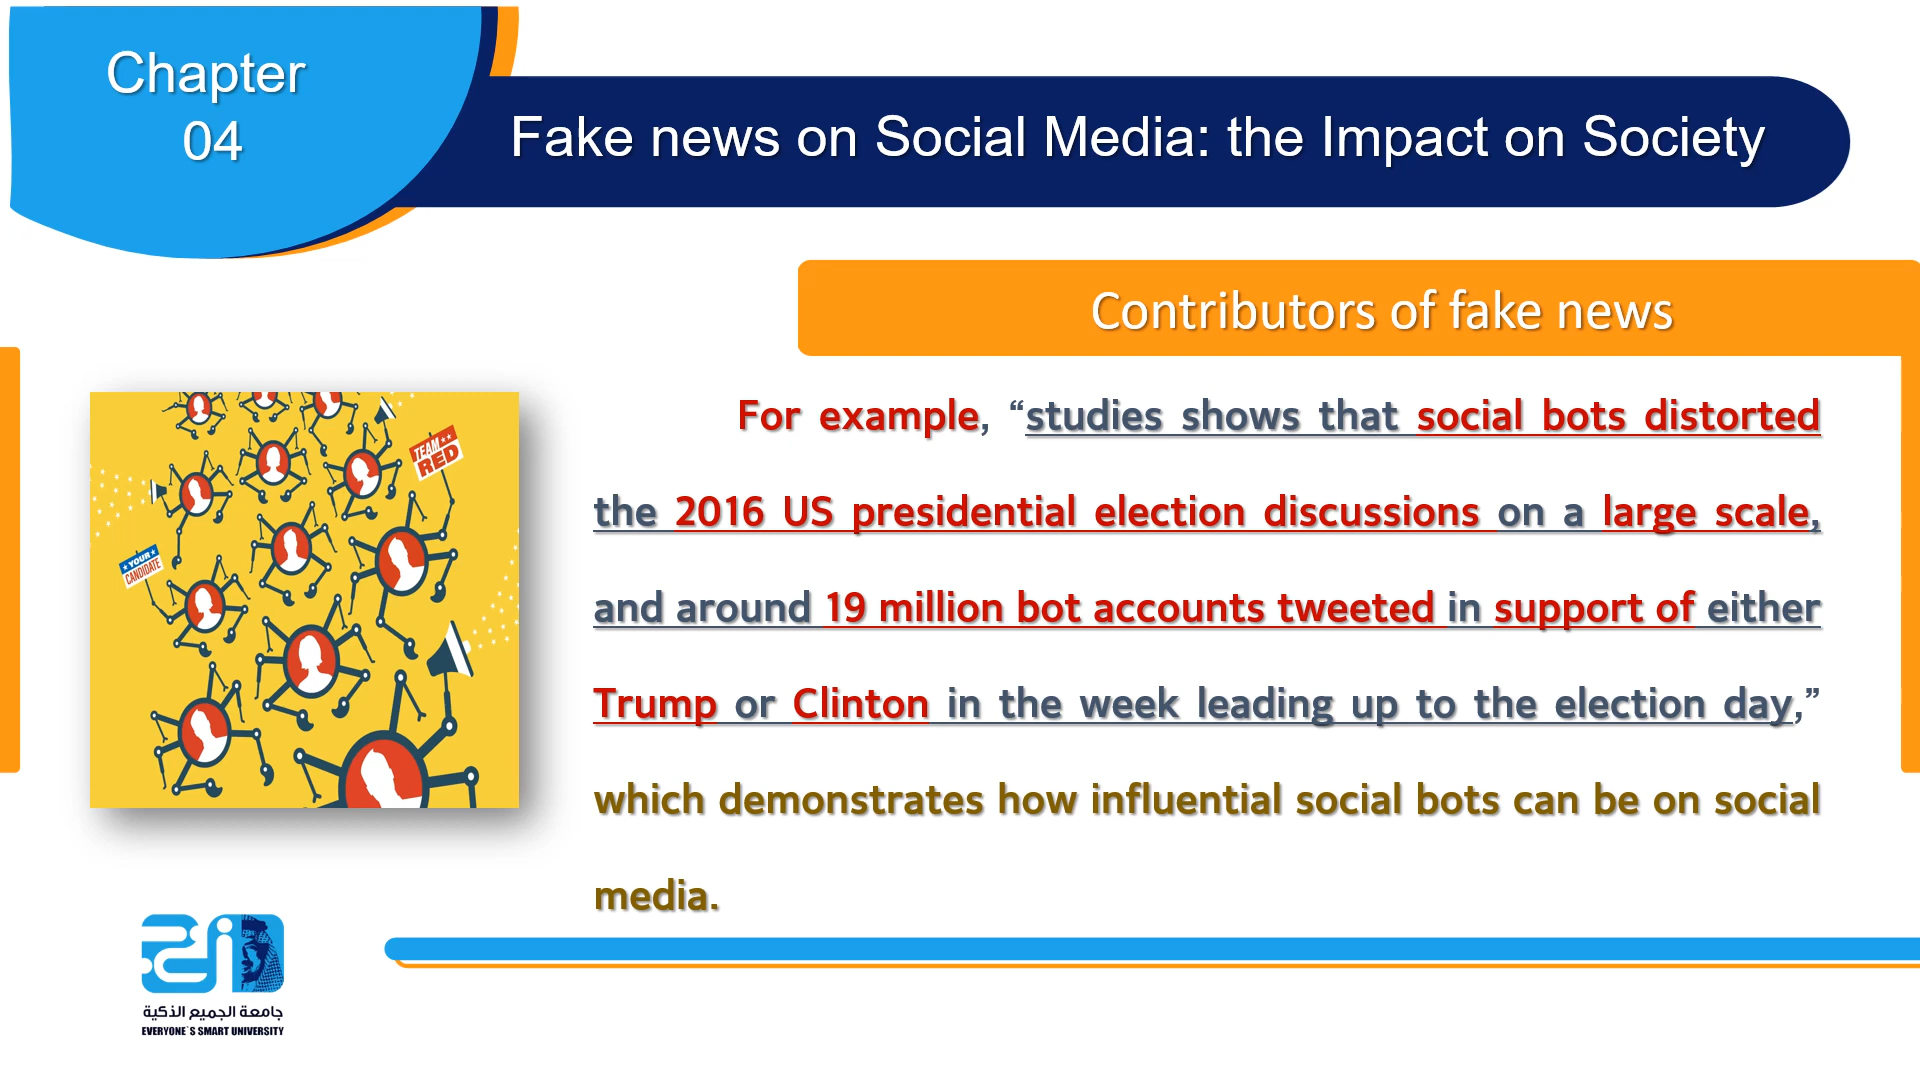 Chapter
04
Fake news on Social Media: the Impact on Society
Contributors of fake news
For example, “studies shows that social bots distorted
the 2016 US presidential election discussions on a large scale,
and around 19 million bot accounts tweeted in support of either
Trump or Clinton in the week leading up to the election day,”
which demonstrates how influential social bots can be on social
media.
TEAM
RED
YOUR
CANDIDATE
جامعة الجميع الذكية
EVERYONE`S SMART UNIVERSITY